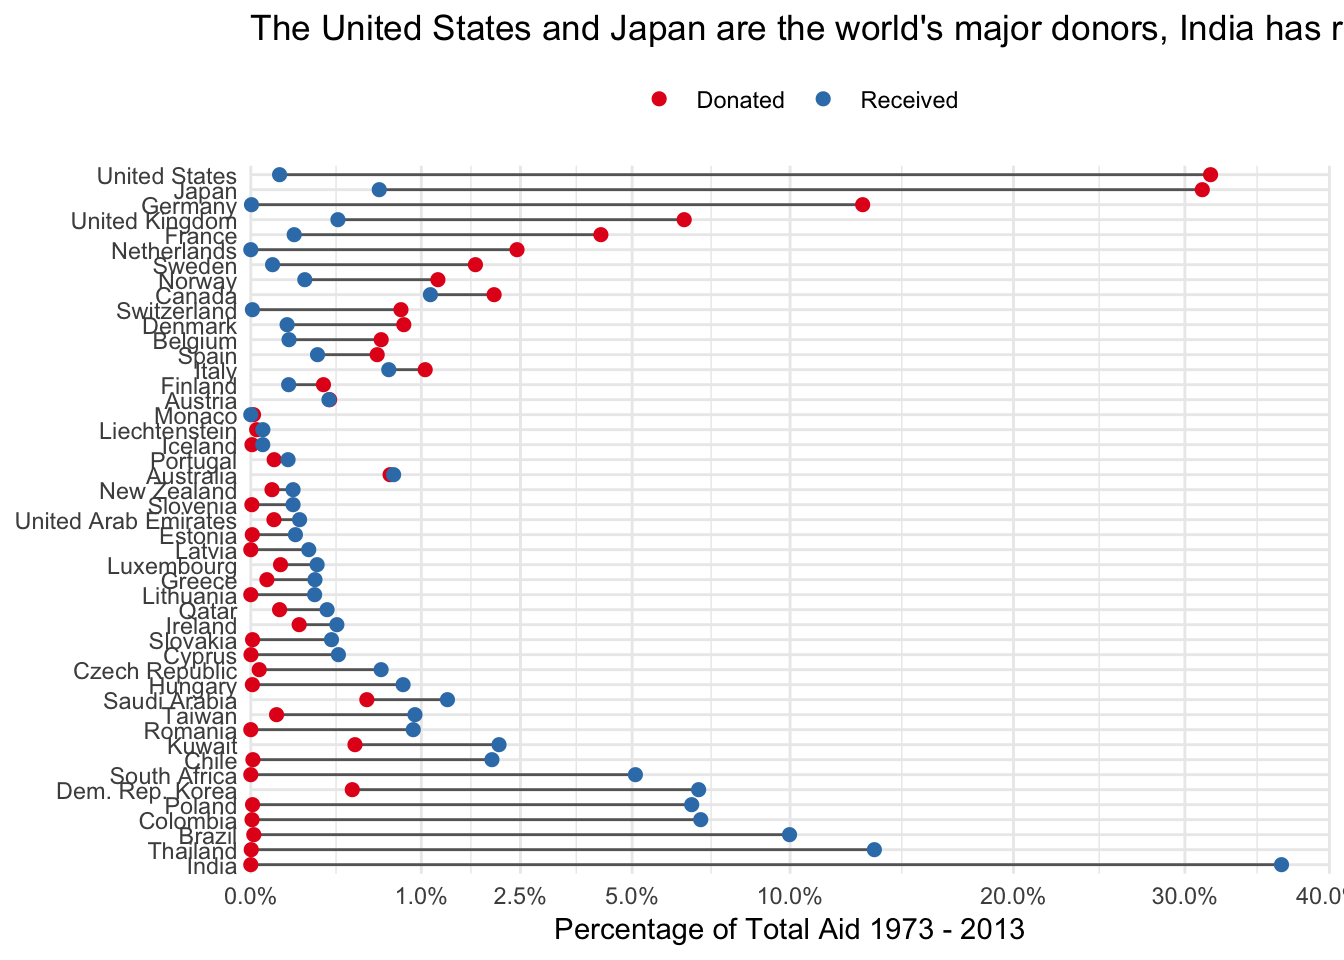 The United States and Japan are the world's major donors, India has r
Donated Received
United States
Japan
Germany
United Kingdom
France
Netherlands
Sweden
Norway
Canada
Switzerland
Denmark
Belgium
Spain
Italy
Finland
Austria
Monaco
Liechtenstein
Iceland
Portugal
Australia
New Zealand
Slovenia
United Arab Emirates
Estonia
Latvia
Luxembourg
Greece
Lithuania
Qatar
Ireland
Slovakia
Cyprus
Czech Republic
Hungary
Saudi Arabia
Taiwan
Romania
Kuwait
Chile
South Africa
Dem. Rep. Korea
Poland
Colombia
Brazil
Thailand
India
0.0% 1.0% 2.5% 5.0% 10.0% 20.0% 30.0% 40.0%
Percentage of Total Aid 1973 - 2013